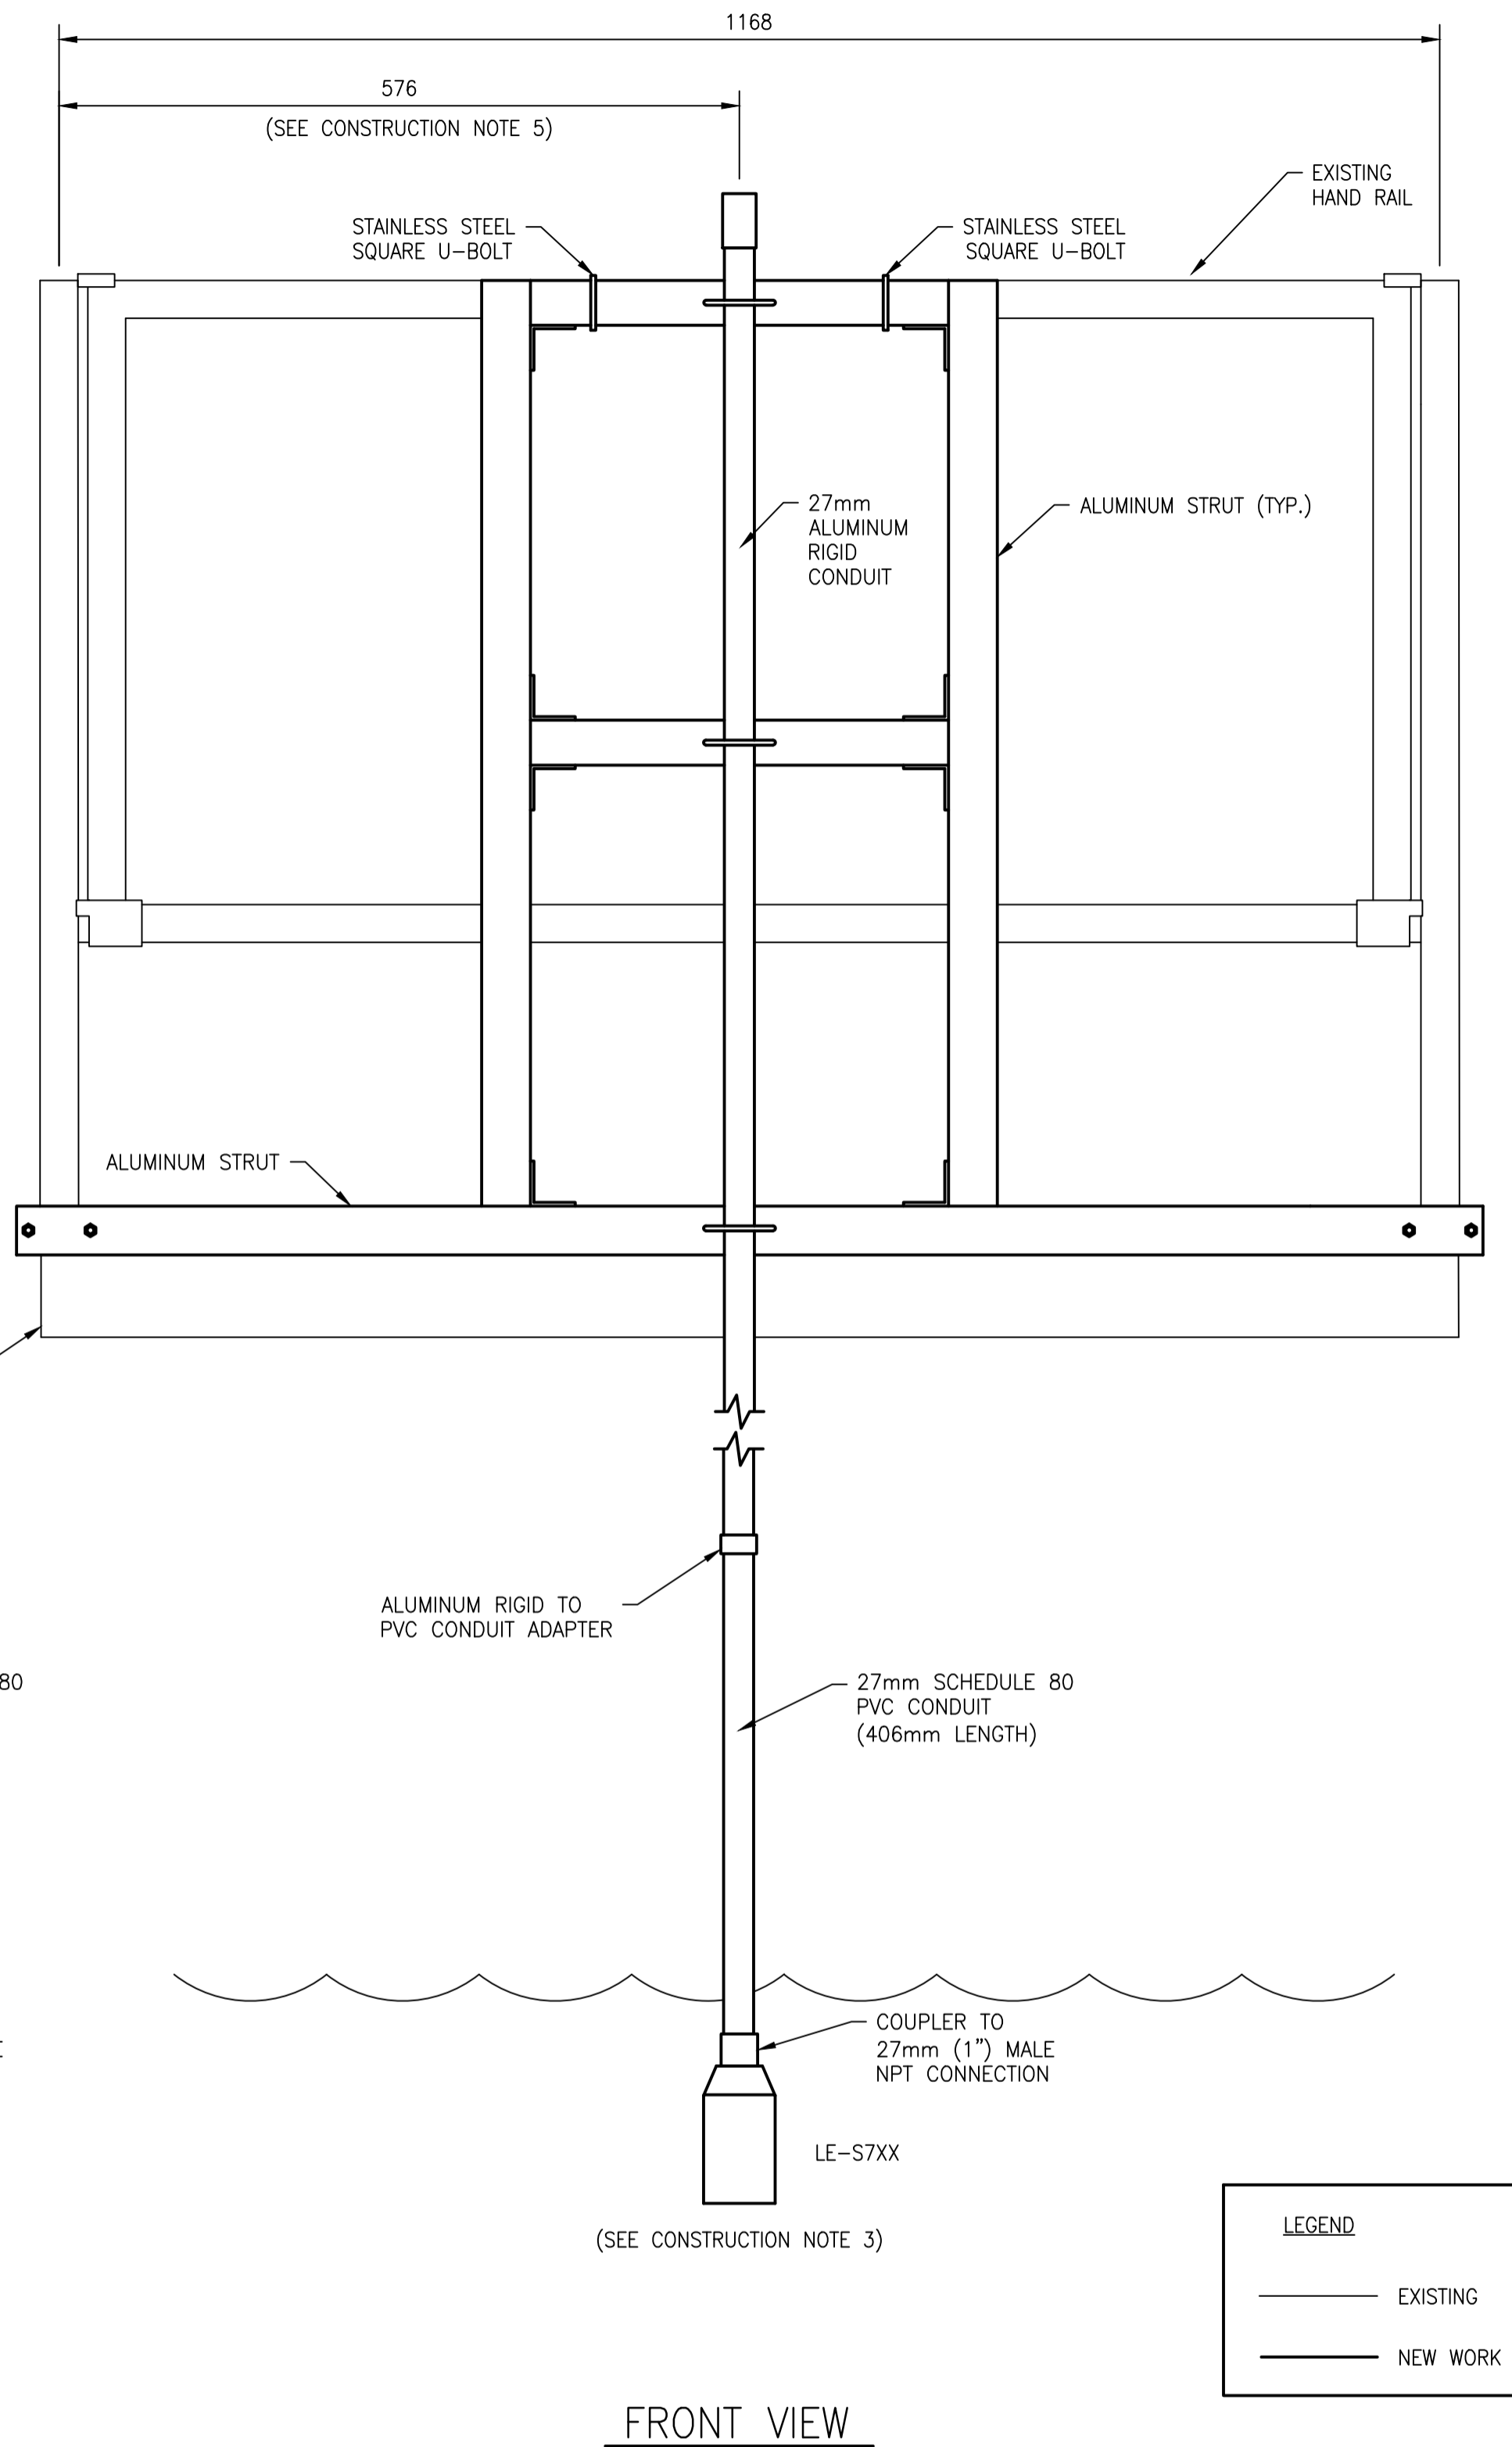 1168
576
(SEE CONSTRUCTION NOTE 5)
EXISTING
HAND RAIL
STAINLESS STEEL
SQUARE U-BOLT
STAINLESS STEEL
SQUARE U-BOLT
27mm
ALUMINUM
RIGID
CONDUIT
ALUMINUM STRUT (TYP.)
ALUMINUM STRUT
ALUMINUM RIGID TO
PVC CONDUIT ADAPTER
80
27mm SCHEDULE 80
PVC CONDUIT
(406mm LENGTH)
COUPLER TO
27mm (1") MALE
NPT CONNECTION
LE-S7XX
(SEE CONSTRUCTION NOTE 3)
LEGEND
EXISTING
NEW WORK
FRONT VIEW